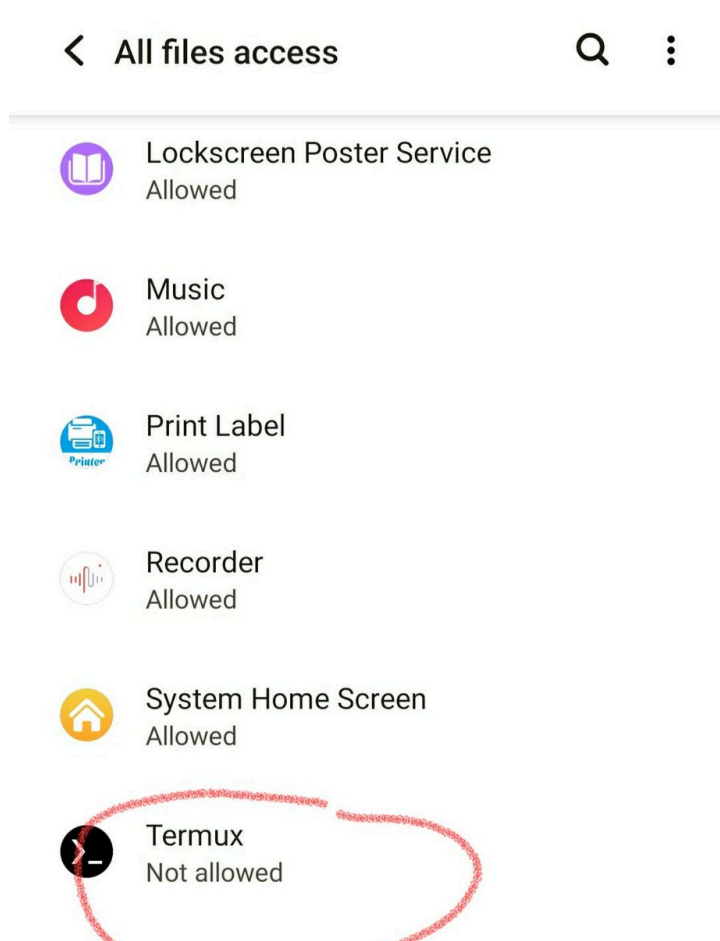 All files access
Lockscreen Poster Service
Allowed
Music
Allowed
Print Label
Allowed
Printer
Recorder
Allowed
System Home Screen
Allowed
Termux
Not allowed